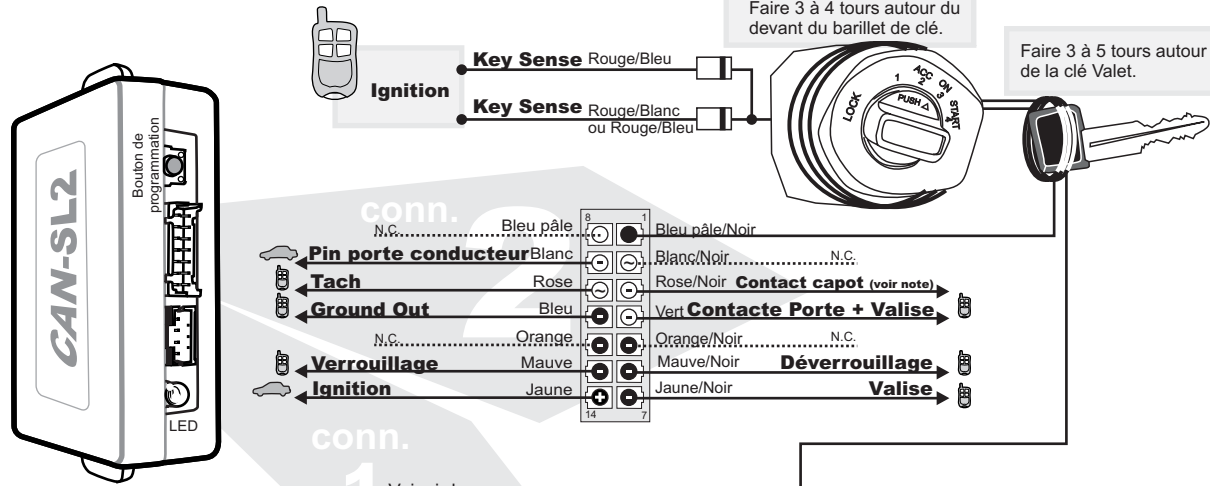 Faire 3 à 4 tours autour du
devant du barillet de clé.
Faire 3 à 5 tours autour
de la clé Valet.
Key Sense Rouge/Bleu
Ignition
Key Sense Rouge/Blanc
ou Rouge/Bleu
LOCK
1
ACC
2
ON
3
START
4
PUSH
Bouton de
programmation
CAN-SL2
LED
conn.
2
8
1
N.C.
Bleu pâle
Bleu pâle/Noir
Pin porte conducteur Blanc
Blanc/Noir
N.C.
Tach
Rose
Rose/Noir Contact capot (voir note)
Ground Out
Bleu
Vert Contacte Porte + Valise
N.C.
Orange
Orange/Noir
N.C.
Verrouillage
Mauve
Mauve/Noir
Déverrouillage
Ignition
Jaune
Jaune/Noir
Valise
14
7
conn.
1